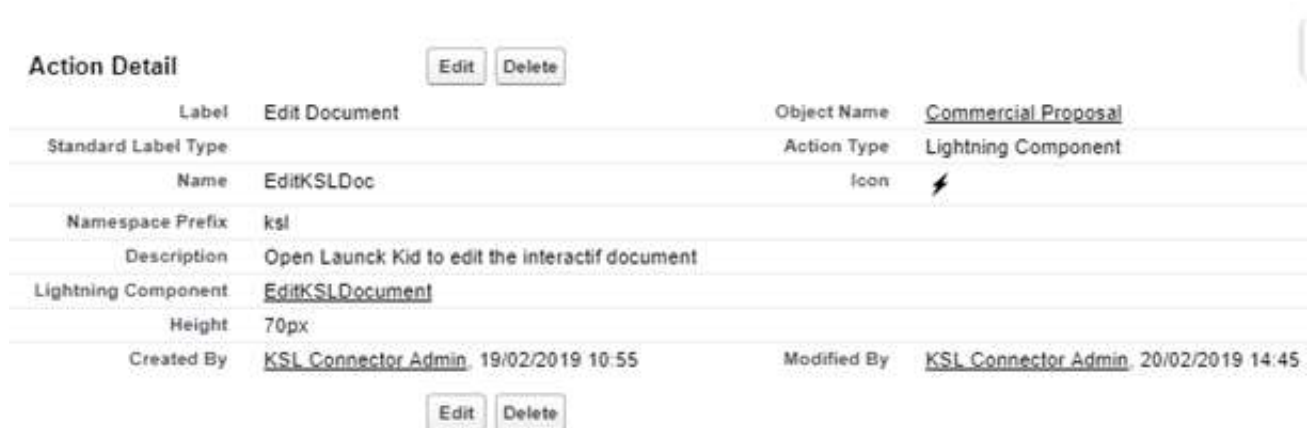 Action Detail Edit Delete
Label Edit Document Object Name Commercial Proposal
Standard Label Type Action Type Lightning Component
Name EditKSLDoc Icon
Namespace Prefix ksl
Description Open Launck Kid to edit the interactif document
Lightning Component EditKSLDocument
Height 70px
Created By KSL Connector Admin, 19/02/2019 10:55 Modified By KSL Connector Admin, 20/02/2019 14:45
Edit Delete